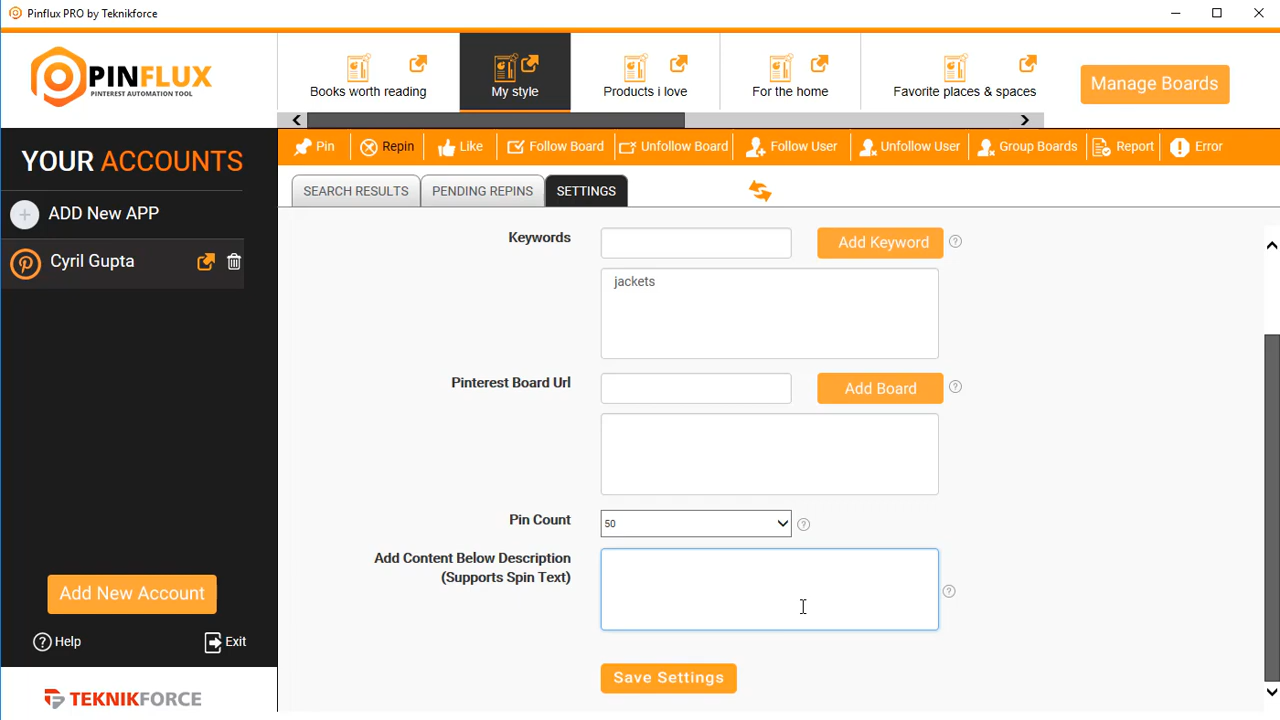 Pinflux PRO by Teknikforce
PINFLUX
PINTEREST AUTOMATION TOOL
Books worth reading
My style
Products i love
For the home
Favorite places & spaces
Manage Boards
YOUR ACCOUNTS
ADD New APP
Cyril Gupta
Add New Account
Help
Exit
TEKNIKFORCE
Pin
Repin
Like
Follow Board
Unfollow Board
Follow User
Unfollow User
Group Boards
Report
Error
SEARCH RESULTS
PENDING REPINS
SETTINGS
Keywords
Add Keyword
jackets
Pinterest Board Url
Add Board
Pin Count
50
Add Content Below Description
(Supports Spin Text)
Save Settings